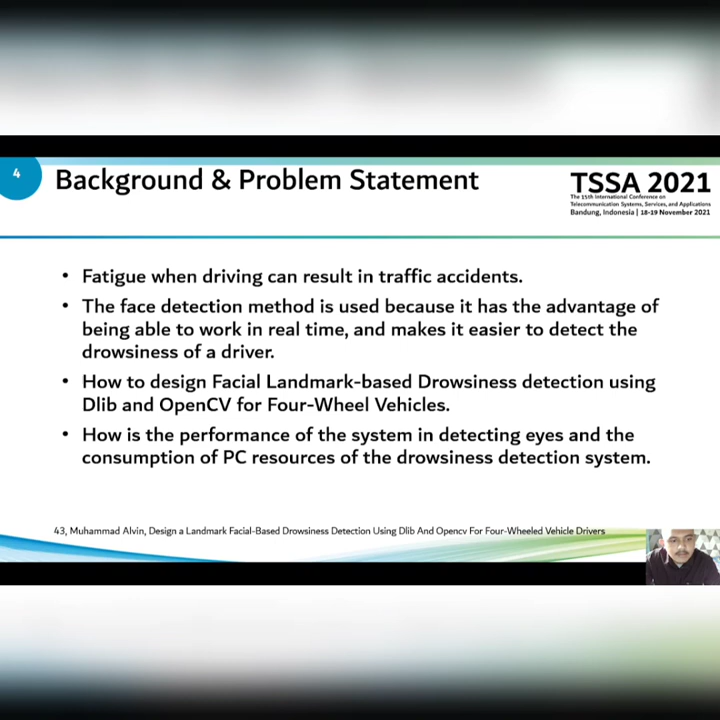 4
Background & Problem Statement
TSSA 2021
The 15th International Conference on
Telecommunication Systems, Services, and Applications
Bandung, Indonesia | 18-19 November 2021
• Fatigue when driving can result in traffic accidents.
• The face detection method is used because it has the advantage of
being able to work in real time, and makes it easier to detect the
drowsiness of a driver.
• How to design Facial Landmark-based Drowsiness detection using
Dlib and OpenCV for Four-Wheel Vehicles.
• How is the performance of the system in detecting eyes and the
consumption of PC resources of the drowsiness detection system.
43, Muhammad Alvin, Design a Landmark Facial-Based Drowsiness Detection Using Dlib And Opencv For Four-Wheeled Vehicle Drivers